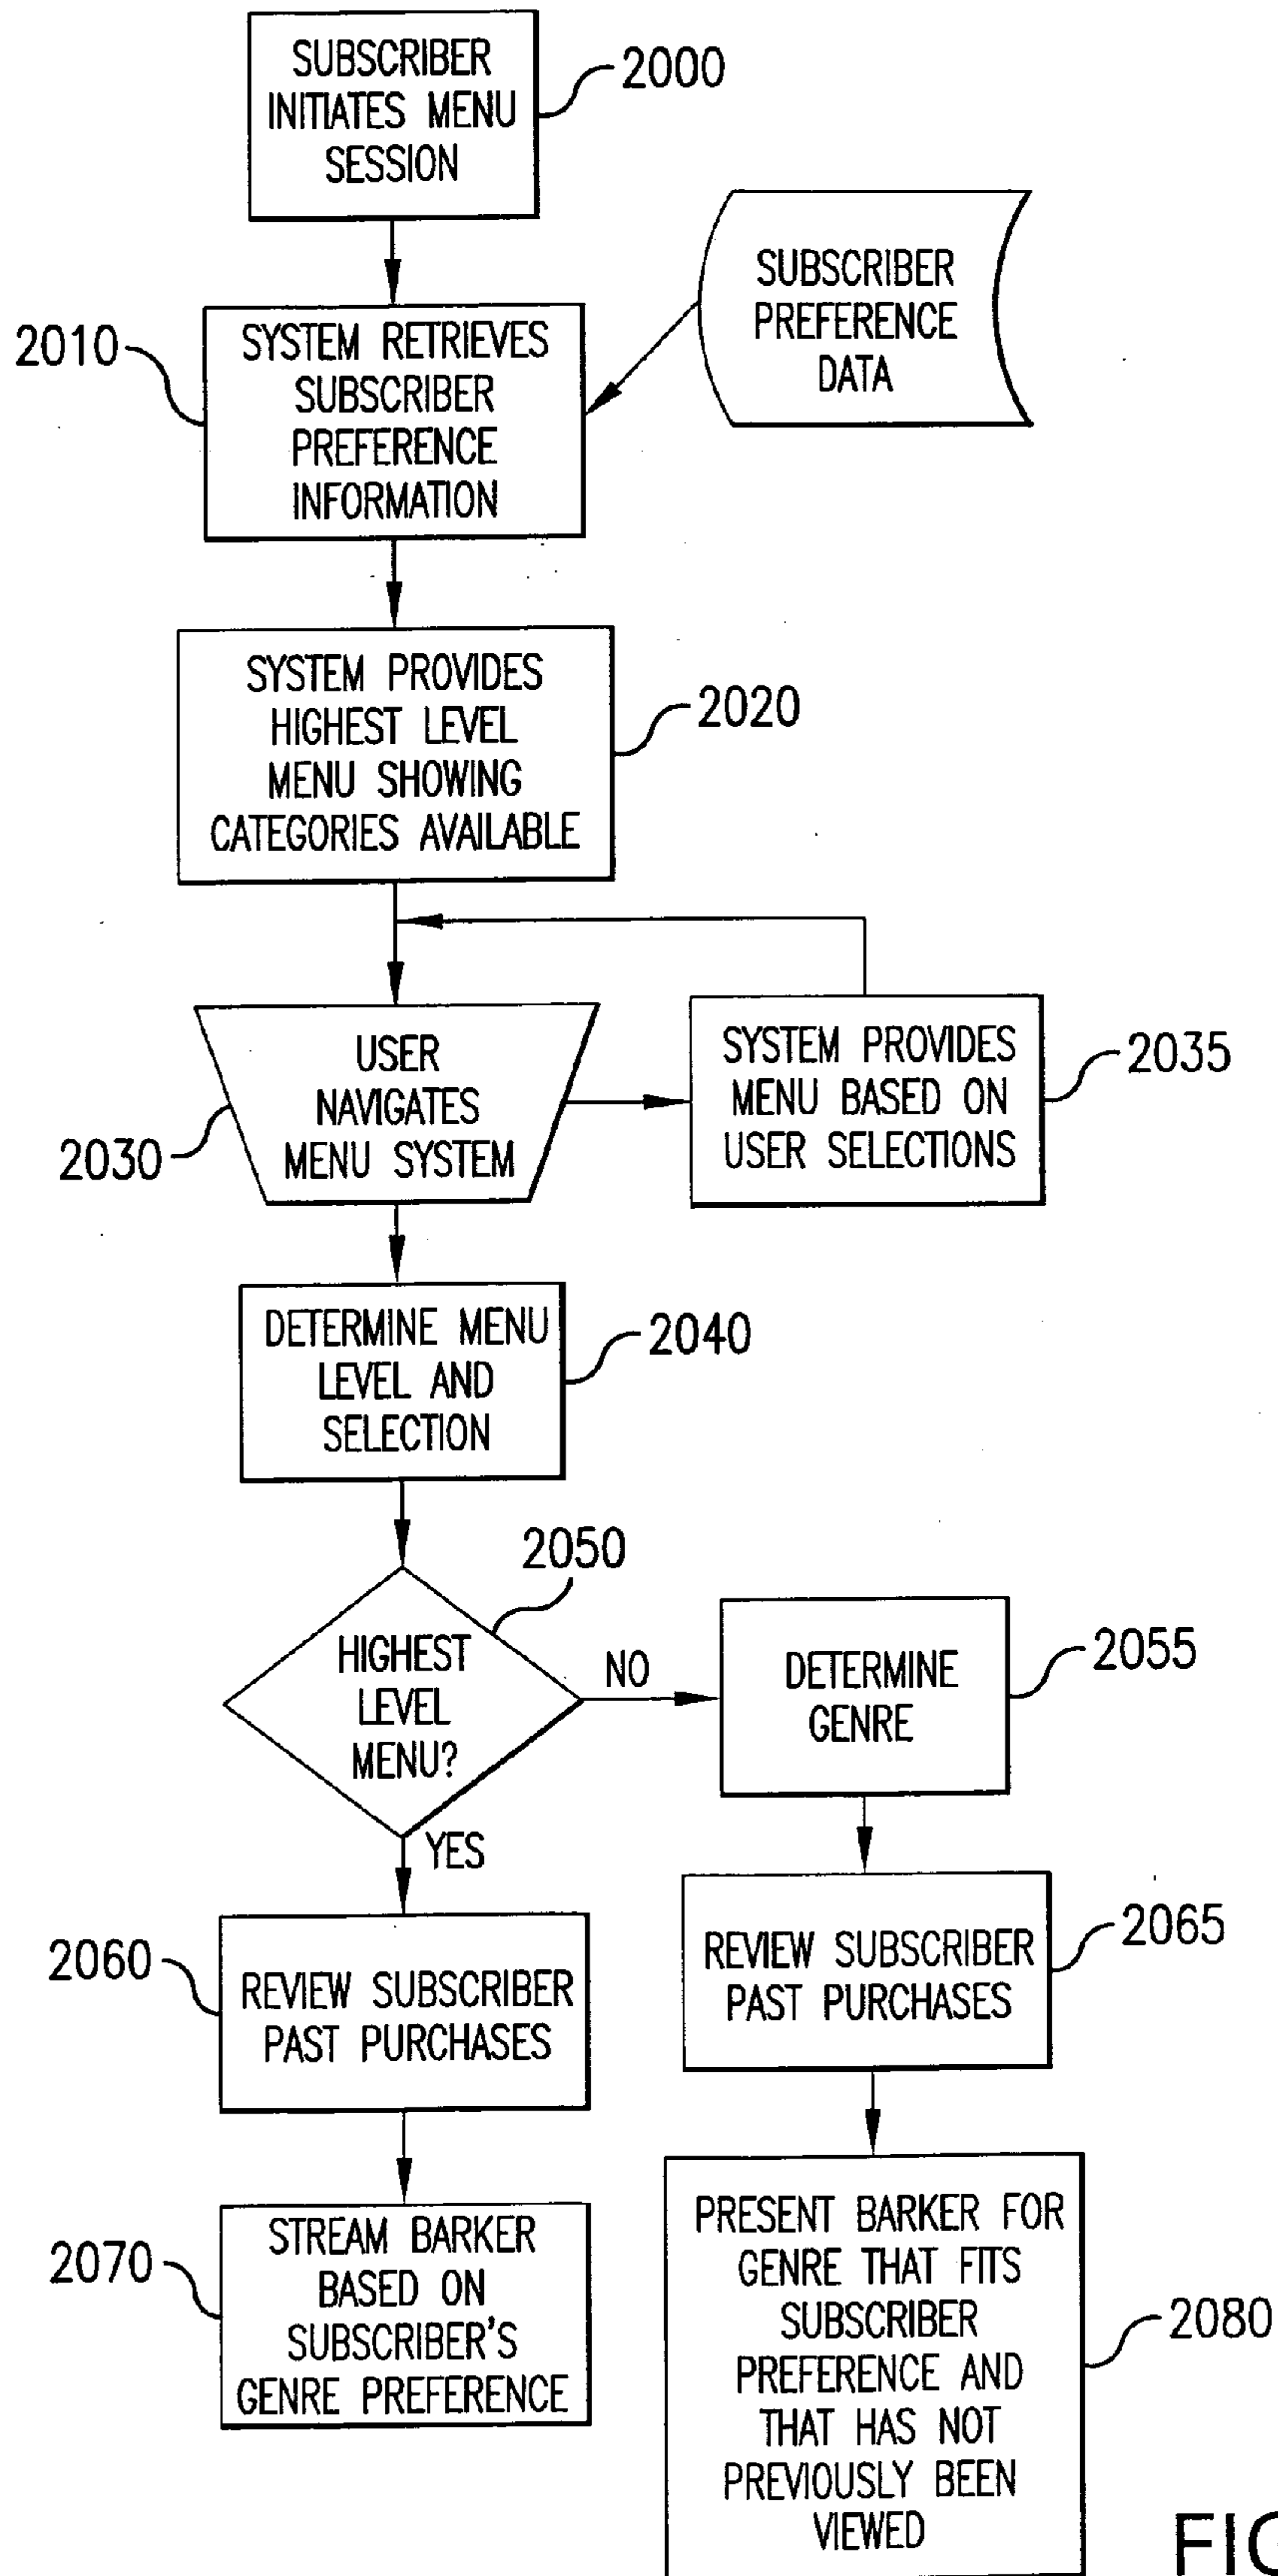 SUBSCRIBER
INITIATES MENU
SESSION
2000
SUBSCRIBER
PREFERENCE
DATA
2010
SYSTEM RETRIEVES
SUBSCRIBER
PREFERENCE
INFORMATION
SYSTEM PROVIDES
HIGHEST LEVEL
MENU SHOWING
CATEGORIES AVAILABLE
2020
USER
NAVIGATES
MENU SYSTEM
2030
SYSTEM PROVIDES
MENU BASED ON
USER SELECTIONS
2035
DETERMINE MENU
LEVEL AND
SELECTION
2040
2050
HIGHEST
LEVEL
MENU?
NO
YES
DETERMINE
GENRE
2055
2060
REVIEW SUBSCRIBER
PAST PURCHASES
REVIEW SUBSCRIBER
PAST PURCHASES
2065
2070
STREAM BARKER
BASED ON
SUBSCRIBER'S
GENRE PREFERENCE
PRESENT BARKER FOR
GENRE THAT FITS
SUBSCRIBER
PREFERENCE AND
THAT HAS NOT
PREVIOUSLY BEEN
VIEWED
2080